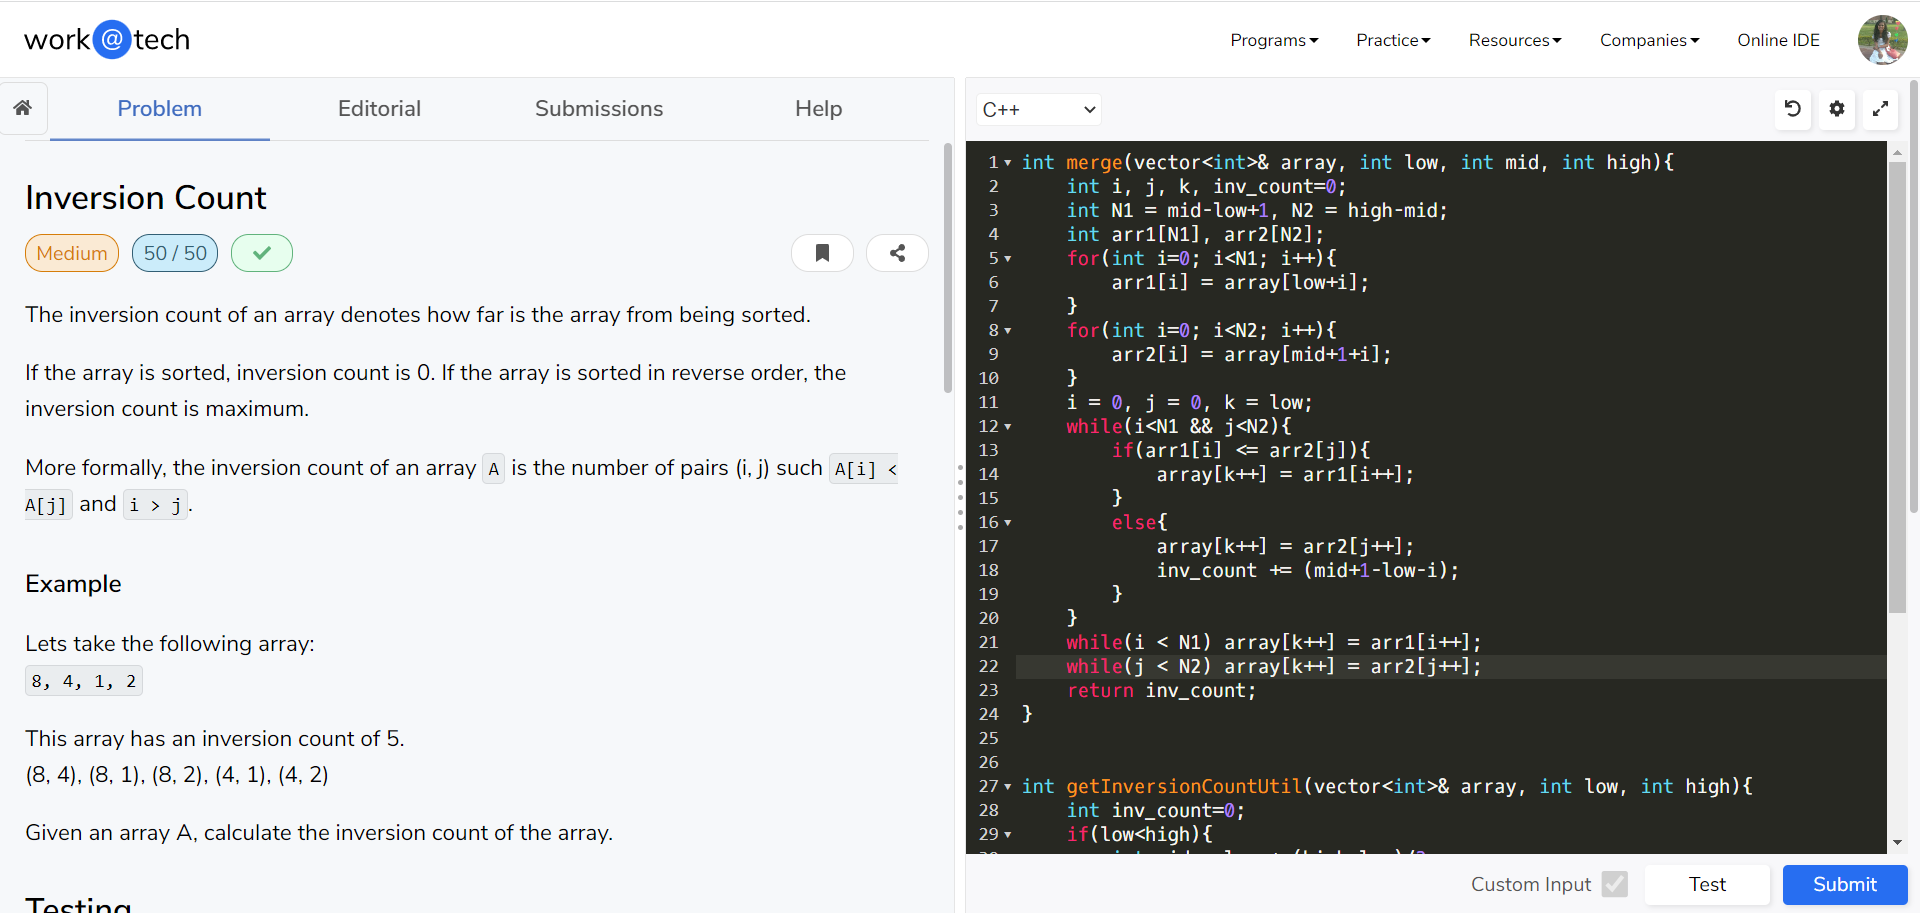 work@tech
Programs Practice Resources Companies Online IDE
Problem Editorial Submissions Help
Inversion Count
Medium 50 / 50
The inversion count of an array denotes how far is the array from being sorted.
If the array is sorted, inversion count is 0. If the array is sorted in reverse order, the
inversion count is maximum.
More formally, the inversion count of an array A is the number of pairs (i, j) such A[i] <
A[j] and i > j.
Example
Lets take the following array:
8, 4, 1, 2
This array has an inversion count of 5.
(8, 4), (8, 1), (8, 2), (4, 1), (4, 2)
Given an array A, calculate the inversion count of the array.
Testing
C++
1 int merge(vector<int>& array, int low, int mid, int high){
2     int i, j, k, inv_count=0;
3     int N1 = mid-low+1, N2 = high-mid;
4     int arr1[N1], arr2[N2];
5     for(int i=0; i<N1; i++){
6         arr1[i] = array[low+i];
7     }
8     for(int i=0; i<N2; i++){
9         arr2[i] = array[mid+1+i];
10     }
11     i = 0, j = 0, k = low;
12     while(i<N1 && j<N2){
13         if(arr1[i] <= arr2[j]){
14             array[k++] = arr1[i++];
15         }
16         else{
17             array[k++] = arr2[j++];
18             inv_count += (mid+1-low-i);
19         }
20     }
21     while(i < N1) array[k++] = arr1[i++];
22     while(j < N2) array[k++] = arr2[j++];
23     return inv_count;
24 }
25
26
27 int getInversionCountUtil(vector<int>& array, int low, int high){
28     int inv_count=0;
29     if(low<high){
Custom Input Test Submit